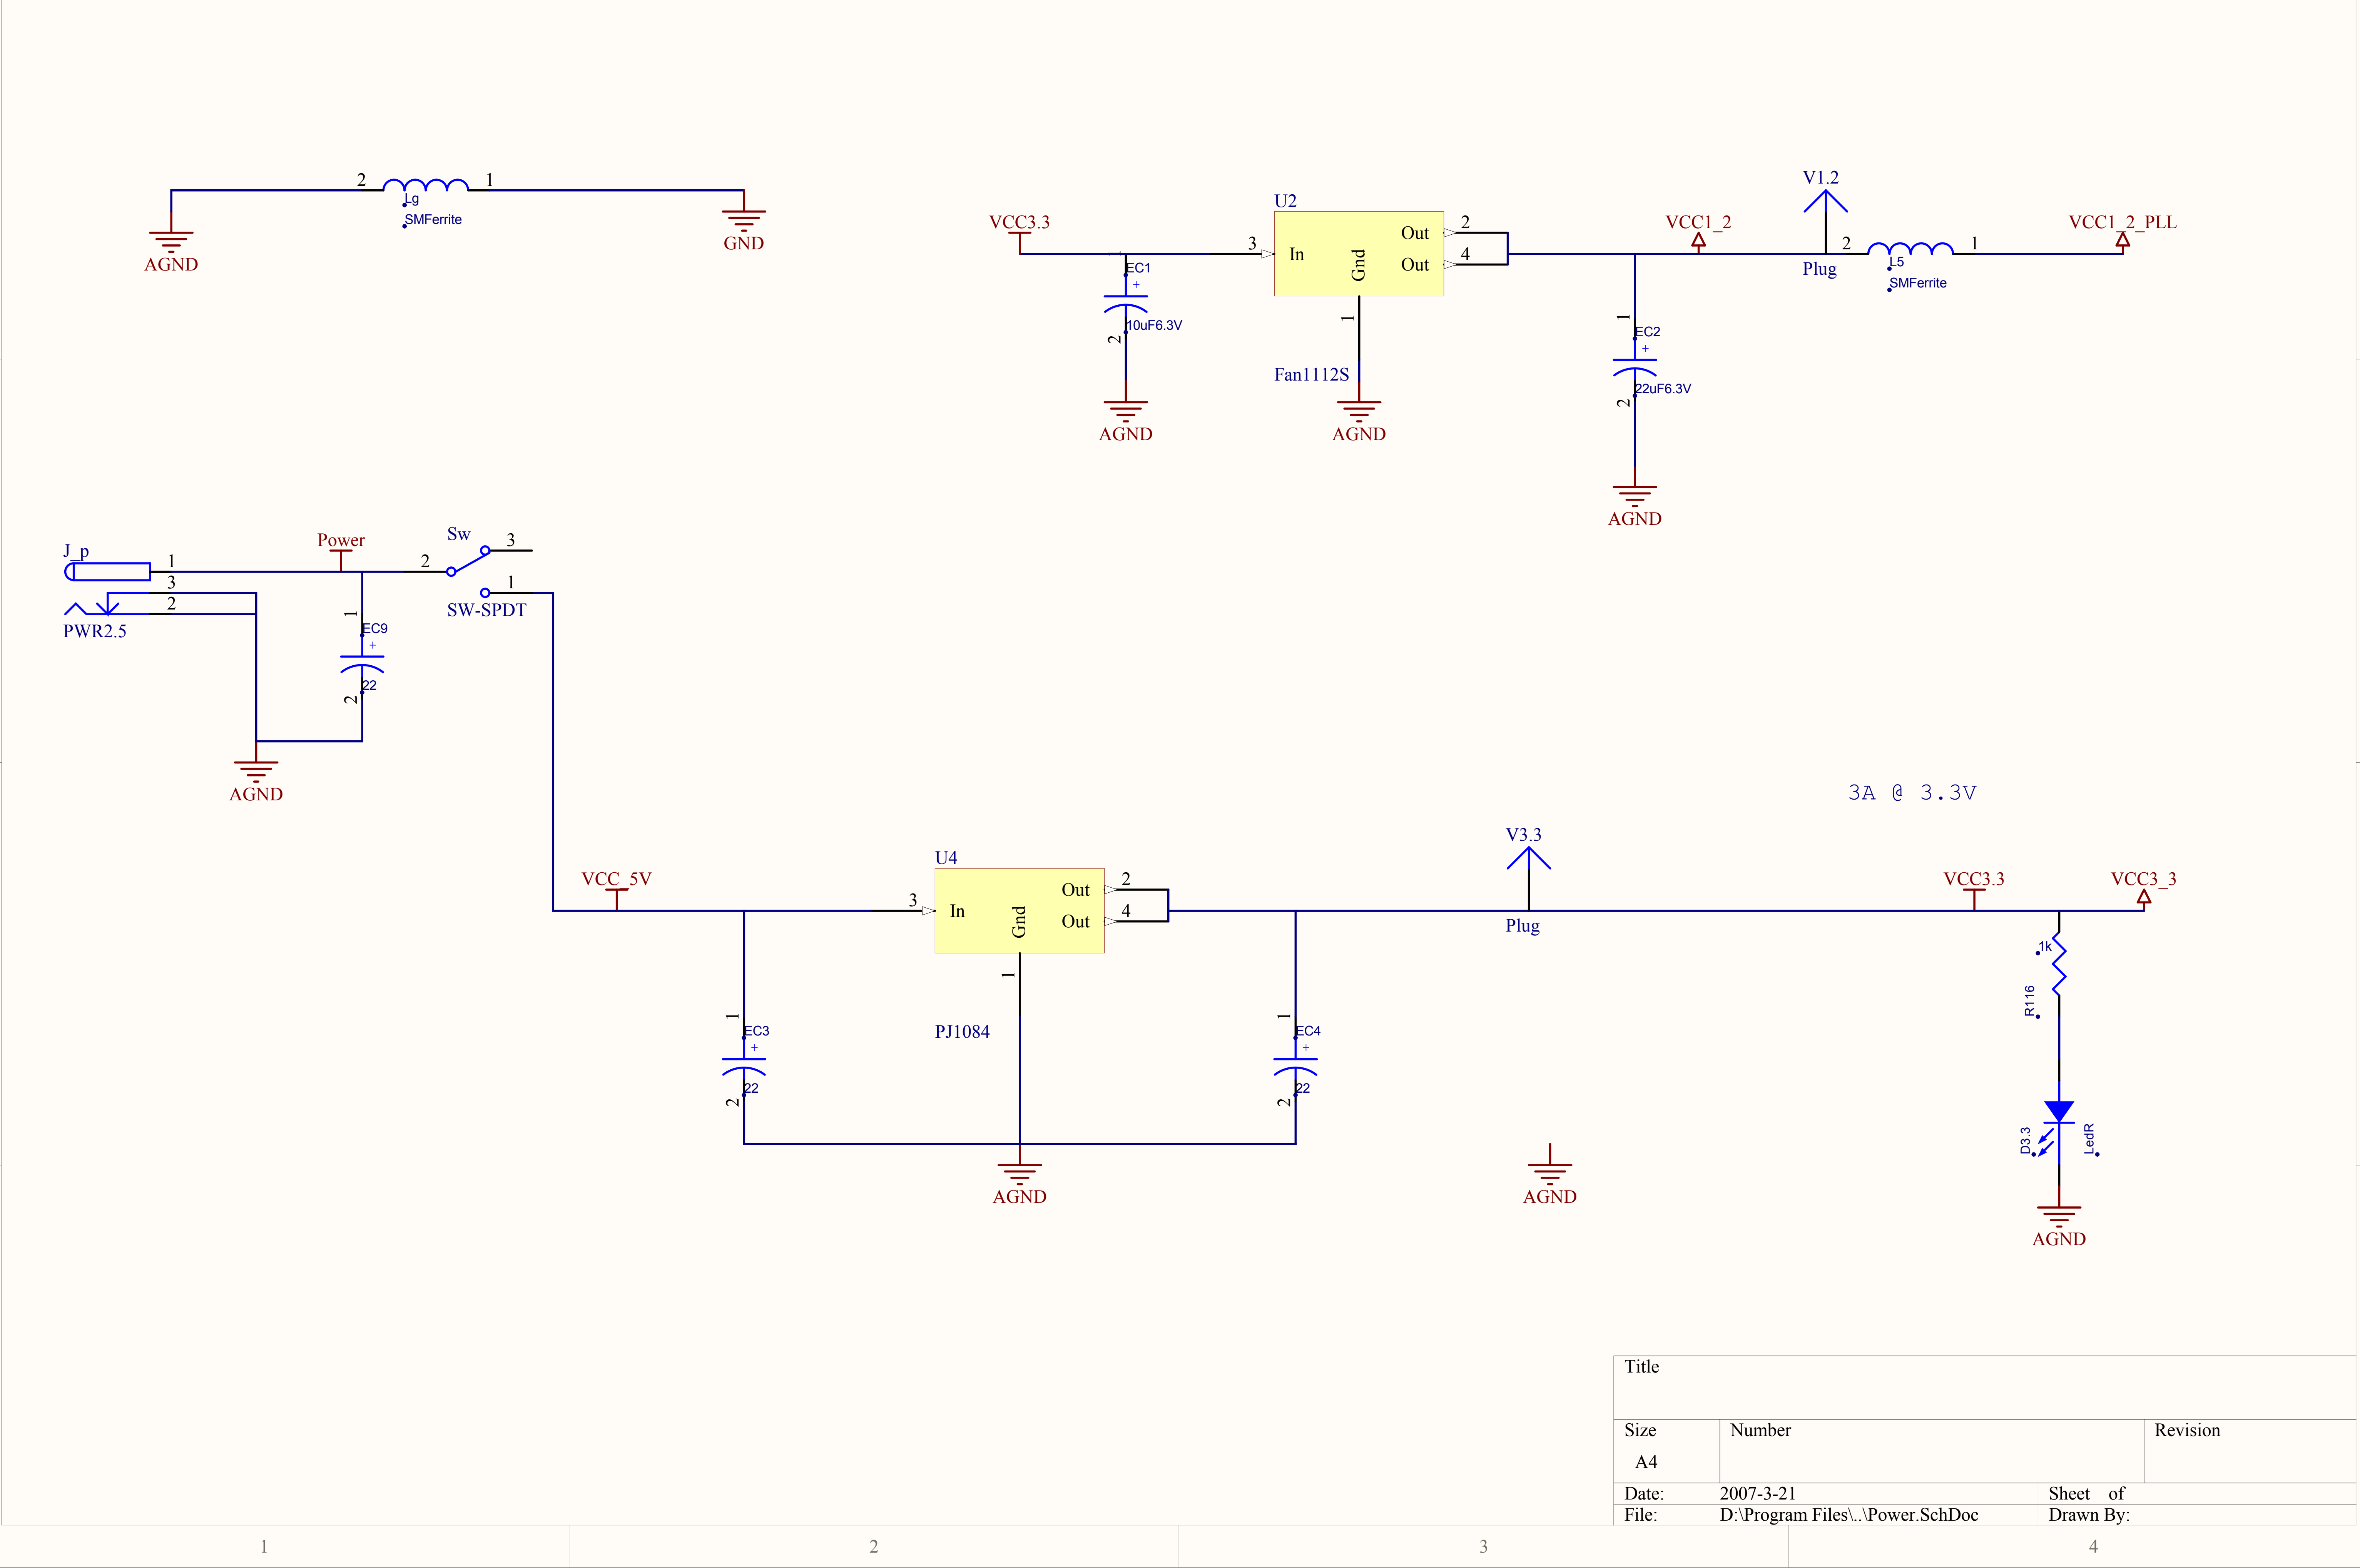 2
1
Lg
SMFerrite
AGND
GND
VCC3.3
EC1
+
10uF6.3V
2
AGND
U2
3
In
Out
2
Out
4
Gnd
1
Fan1112S
AGND
VCC1_2
1
EC2
+
22uF6.3V
2
AGND
V1.2
Plug
2
1
L5
SMFerrite
VCC1_2_PLL
J_p
1
3
2
PWR2.5
Power
1
EC9
+
22
2
AGND
Sw
2
3
1
SW-SPDT
VCC_5V
1
EC3
+
22
2
U4
3
In
Out
2
Out
4
Gnd
1
PJ1084
AGND
1
EC4
+
22
2
V3.3
Plug
AGND
3A @ 3.3V
VCC3.3
VCC3_3
1k
R116
D3.3
LedR
AGND
Title
Size
A4
Number
Revision
Date:
2007-3-21
Sheet of
File:
D:\Program Files\..\Power.SchDoc
Drawn By:
1
2
3
4